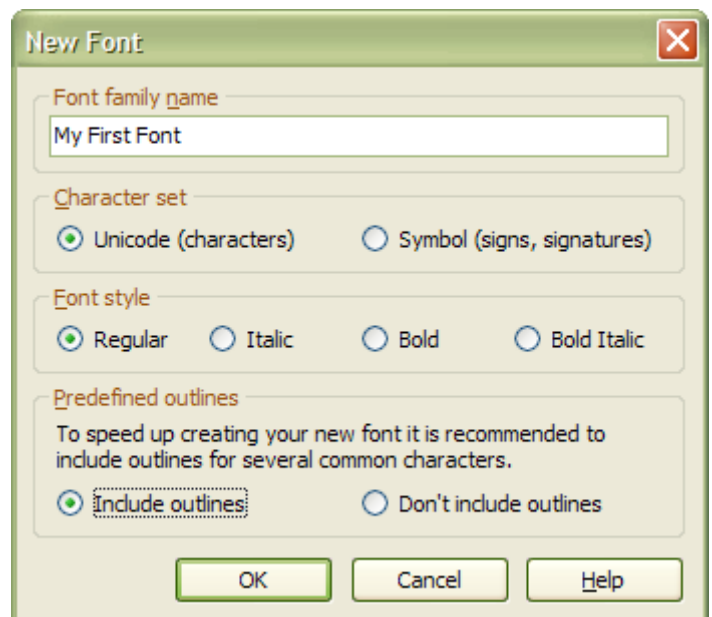 New Font
Font family name
My First Font
Character set
Unicode (characters) Symbol (signs, signatures)
Font style
Regular Italic Bold Bold Italic
Predefined outlines
To speed up creating your new font it is recommended to
include outlines for several common characters.
Include outlines Don't include outlines
OK Cancel Help